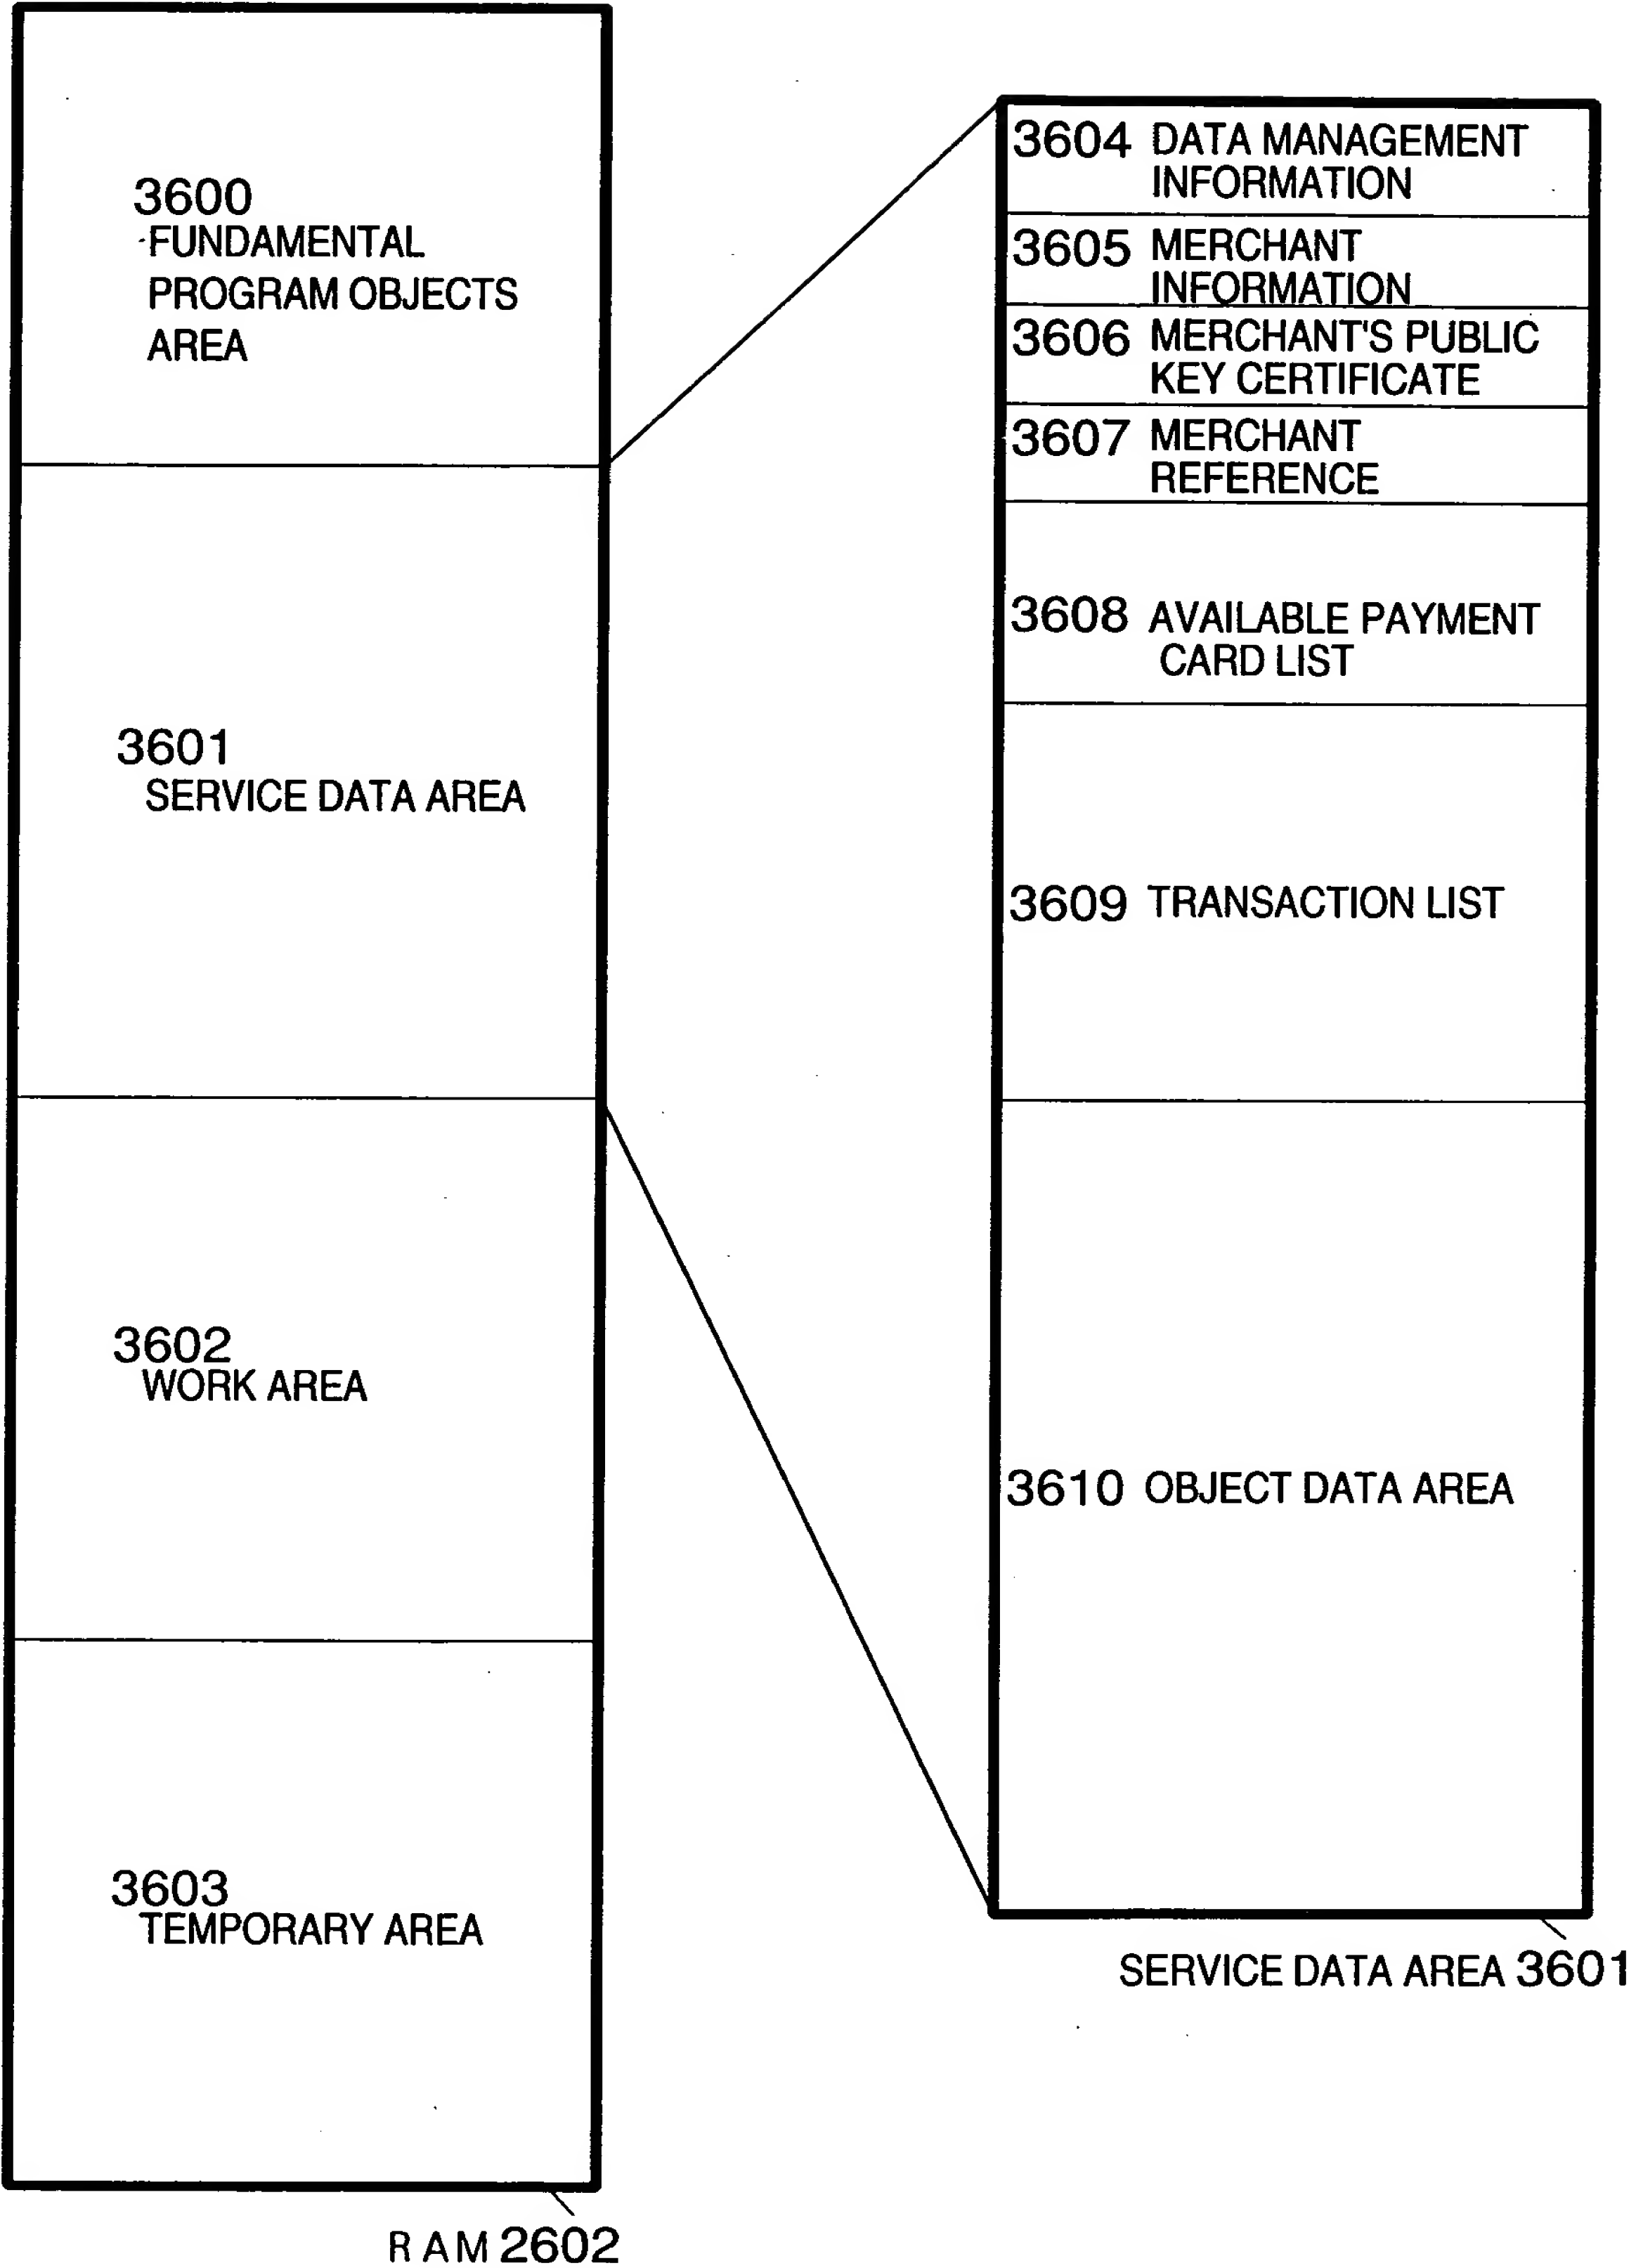 3600
FUNDAMENTAL
PROGRAM OBJECTS
AREA
3601
SERVICE DATA AREA
3602
WORK AREA
3603
TEMPORARY AREA
RAM 2602
3604 DATA MANAGEMENT
INFORMATION
3605 MERCHANT
INFORMATION
3606 MERCHANT'S PUBLIC
KEY CERTIFICATE
3607 MERCHANT
REFERENCE
3608 AVAILABLE PAYMENT
CARD LIST
3609 TRANSACTION LIST
3610 OBJECT DATA AREA
SERVICE DATA AREA 3601